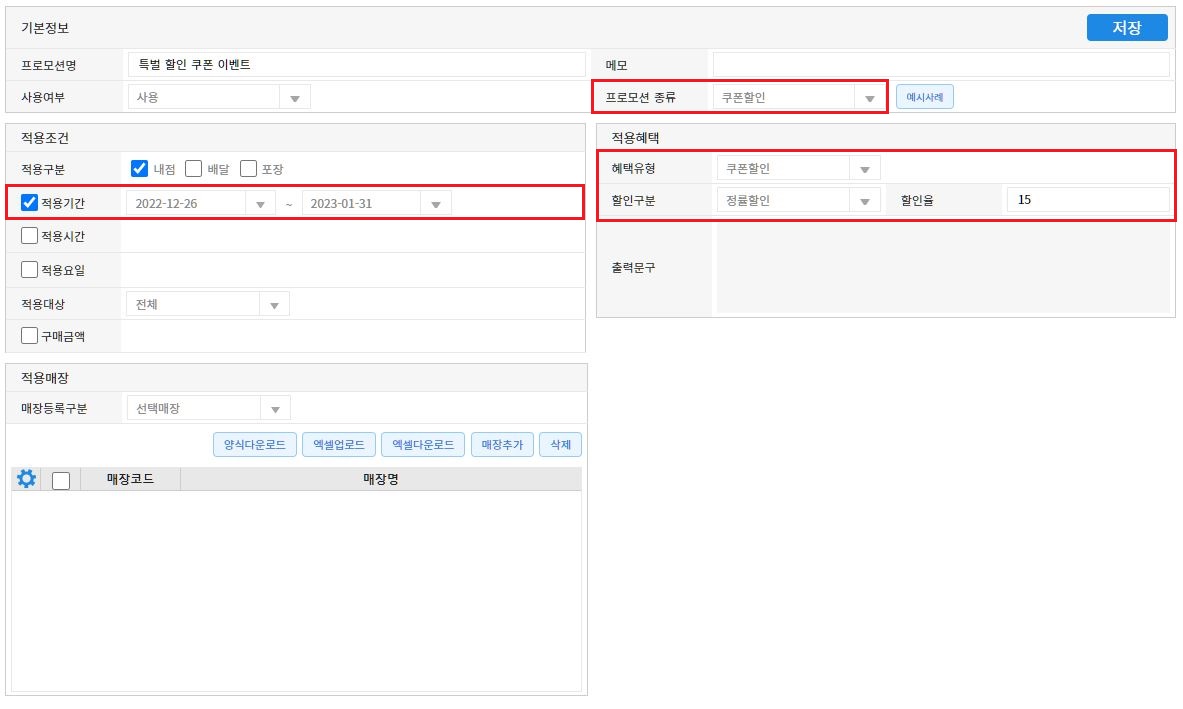 기본정보
저장
프로모션명 특벌 할인 쿠폰 이벤트 메모
사용여부 사용 프로모션 종류 쿠폰할인 예시사례
적용조건
적용구분 내점 배달 포장
적용기간 2022-12-26 ~ 2023-01-31
적용시간
적용요일
적용대상 전체
구매금액
적용혜택
혜택유형 쿠폰할인
할인구분 정률할인 할인율 15
출력문구
적용매장
매장등록구분 선택매장
양식다운로드 엑셀업로드 엑셀다운로드 매장추가 삭제
매장코드 매장명